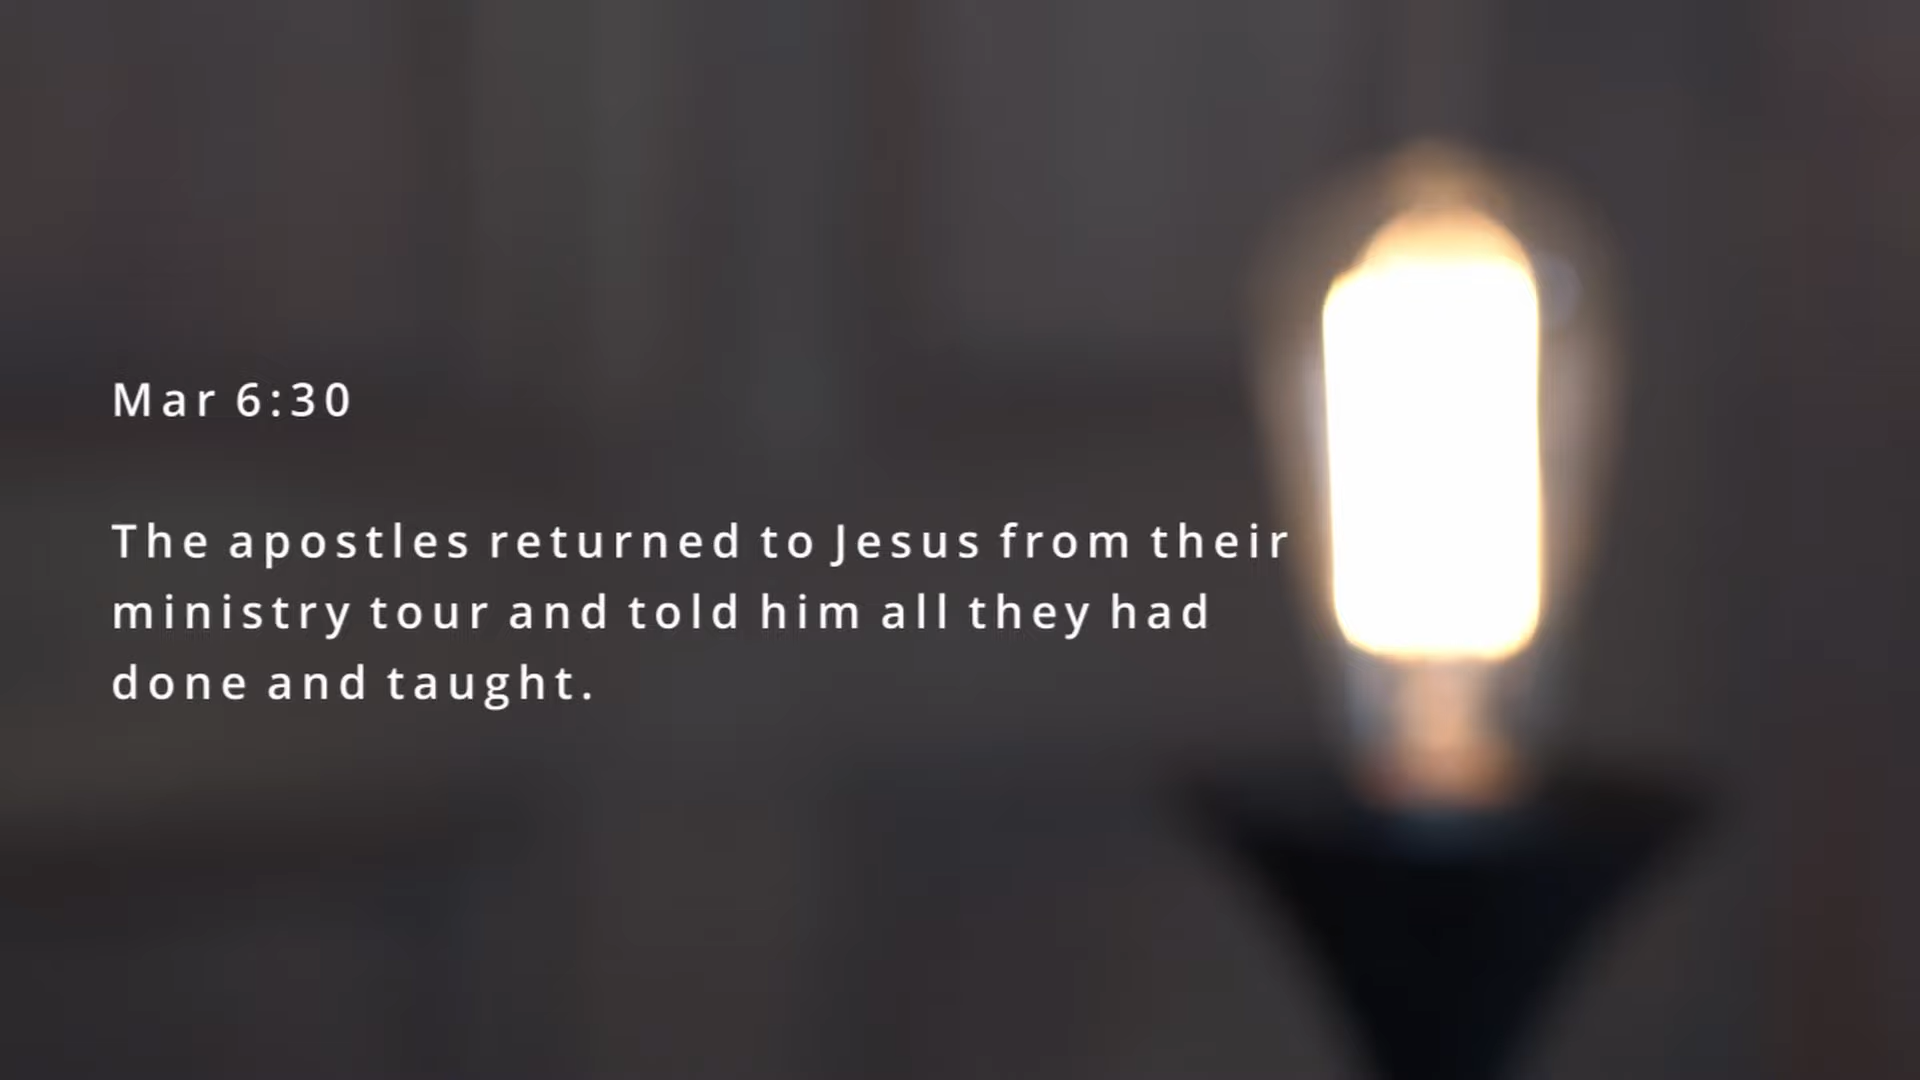 Mar 6:30
The apostles returned to Jesus from their
ministry tour and told him all they had
done and taught.